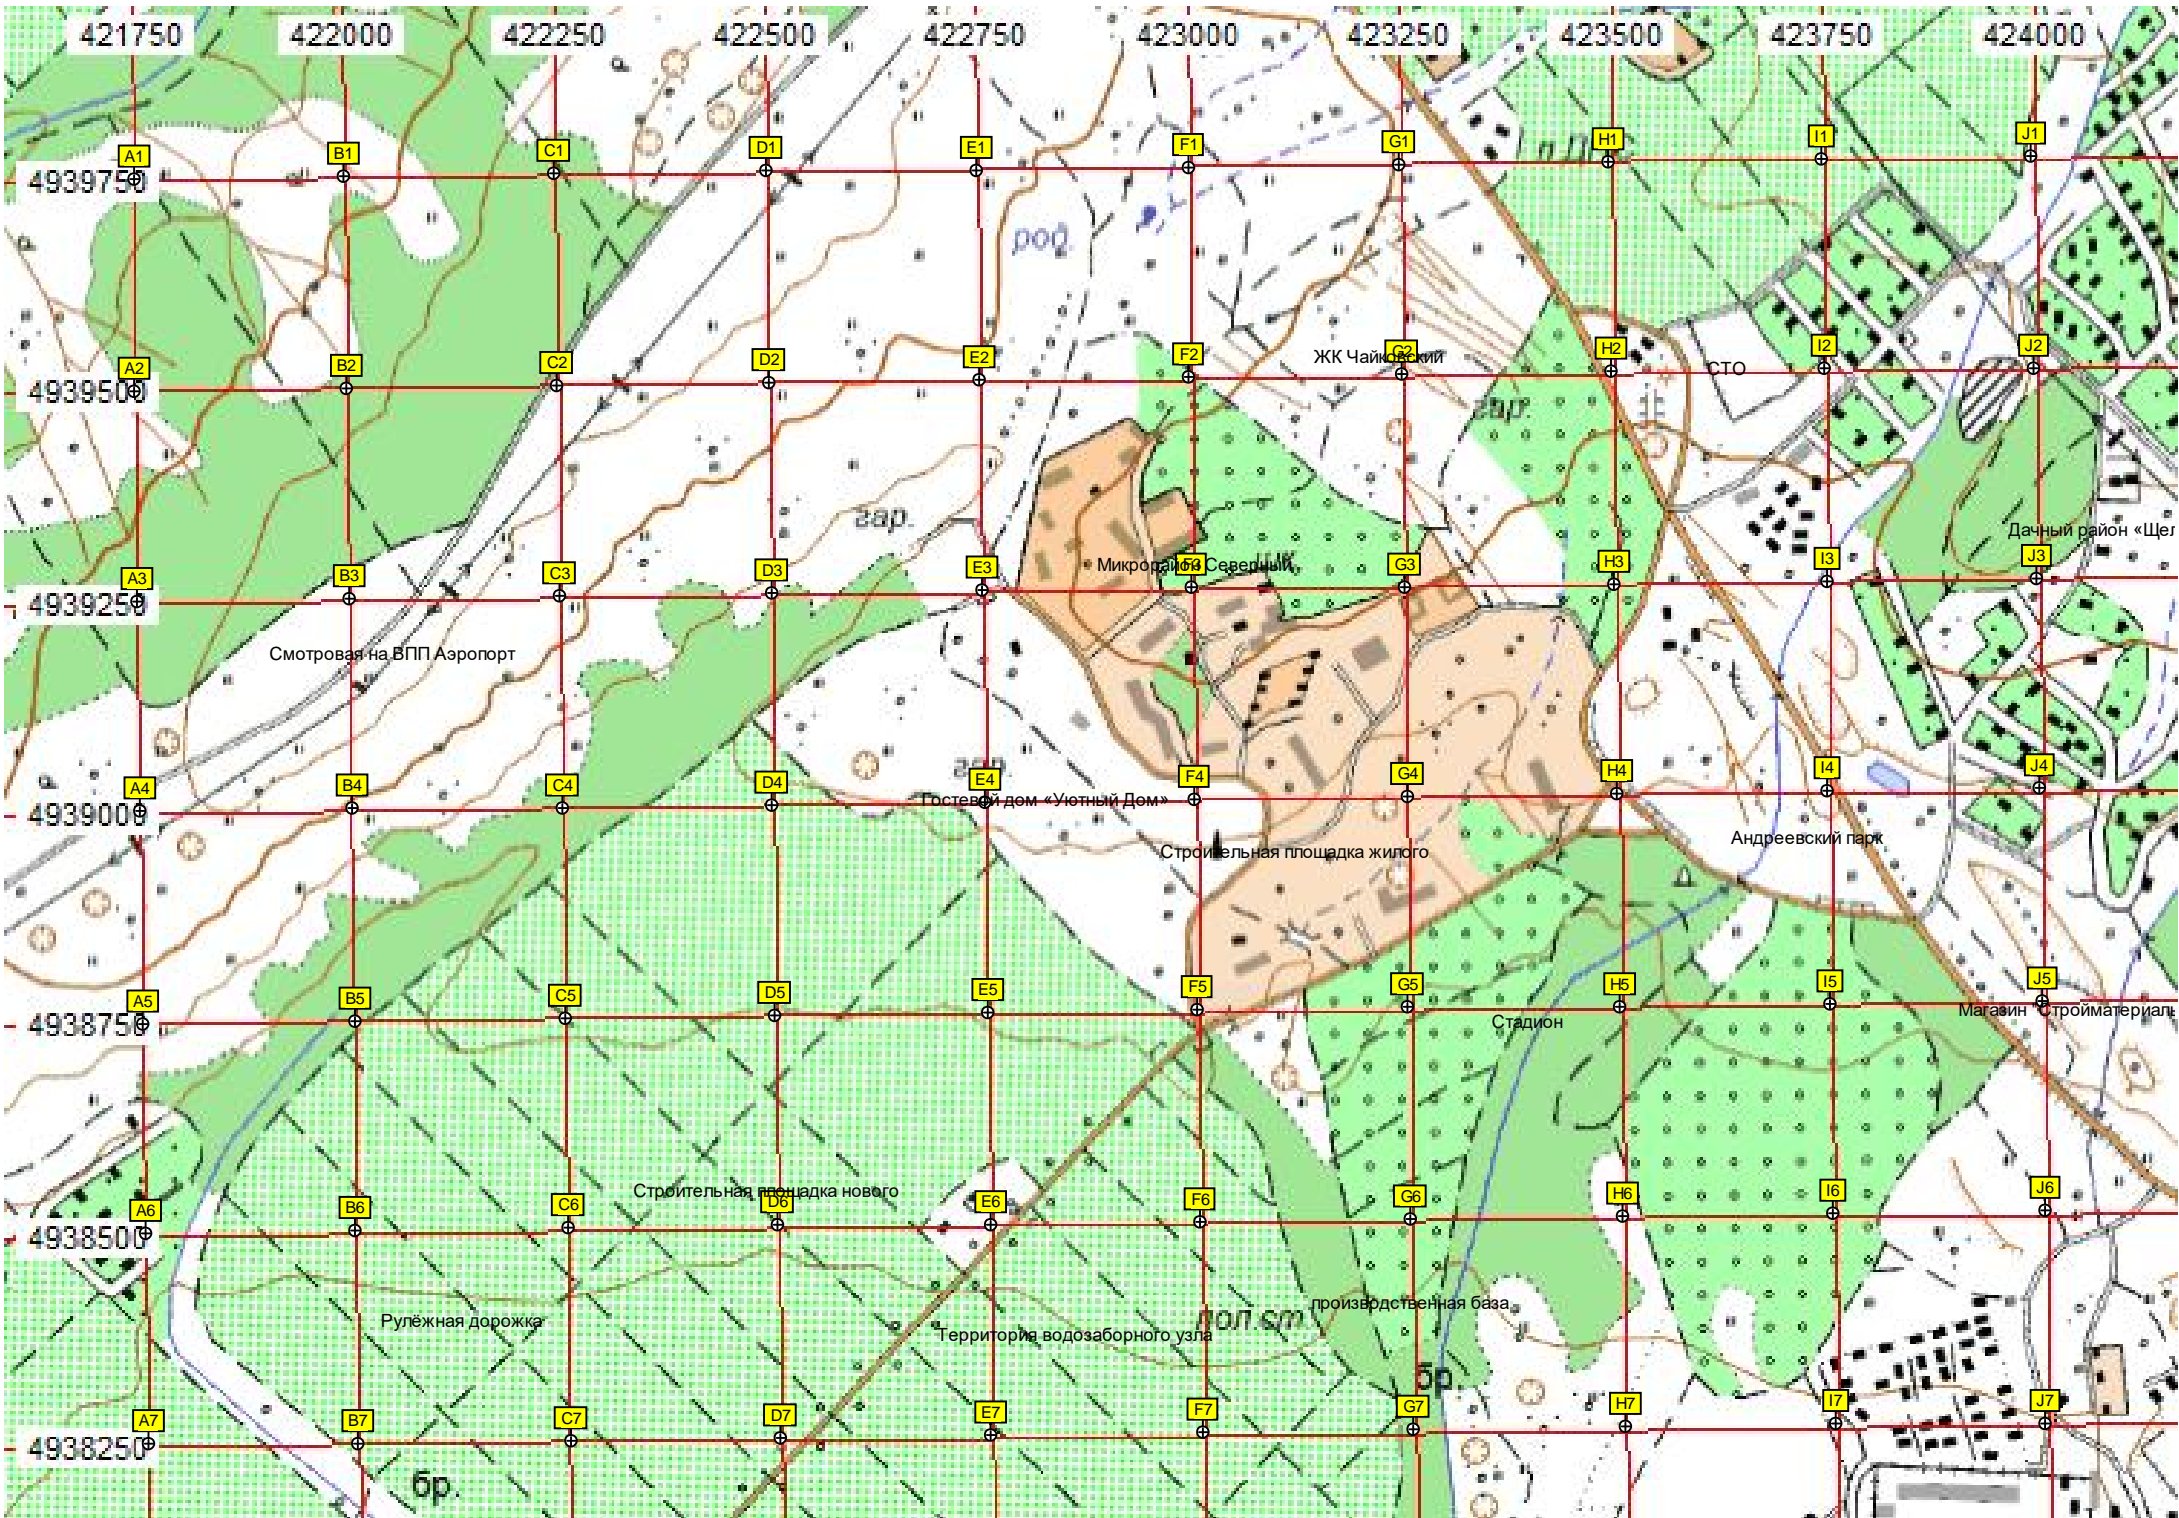 421750 422000 422250 422500 422750 423000 423250 423500 423750 424000
A1 B1 C1 D1 E1 F1 G1 H1 I1 J1
4939750
род.
A2 B2 C2 D2 E2 F2 ЖК Чайковский G2 H2 СТО I2 J2
4939500
гар.
гар.
Дачный район «Щел
A3 B3 C3 D3 E3 Микрорайон Северный F3 G3 H3 I3 J3
4939250
Смотровая на ВПП Аэропорт
гар.
A4 B4 C4 D4 E4 F4 G4 H4 I4 J4
Гостевой дом «Уютный Дом»
4939000
Андреевский парк
Строительная площадка жилого
A5 B5 C5 D5 E5 F5 G5 H5 I5 J5
Магазин "Стройматериалы
4938750
Стадион
Строительная площадка нового
A6 B6 C6 D6 E6 F6 G6 H6 I6 J6
4938500
производственная база
пол.ст.
Рулёжная дорожка
Территория водозаборного узла
бр.
A7 B7 C7 D7 E7 F7 G7 H7 I7 J7
4938250
бр.